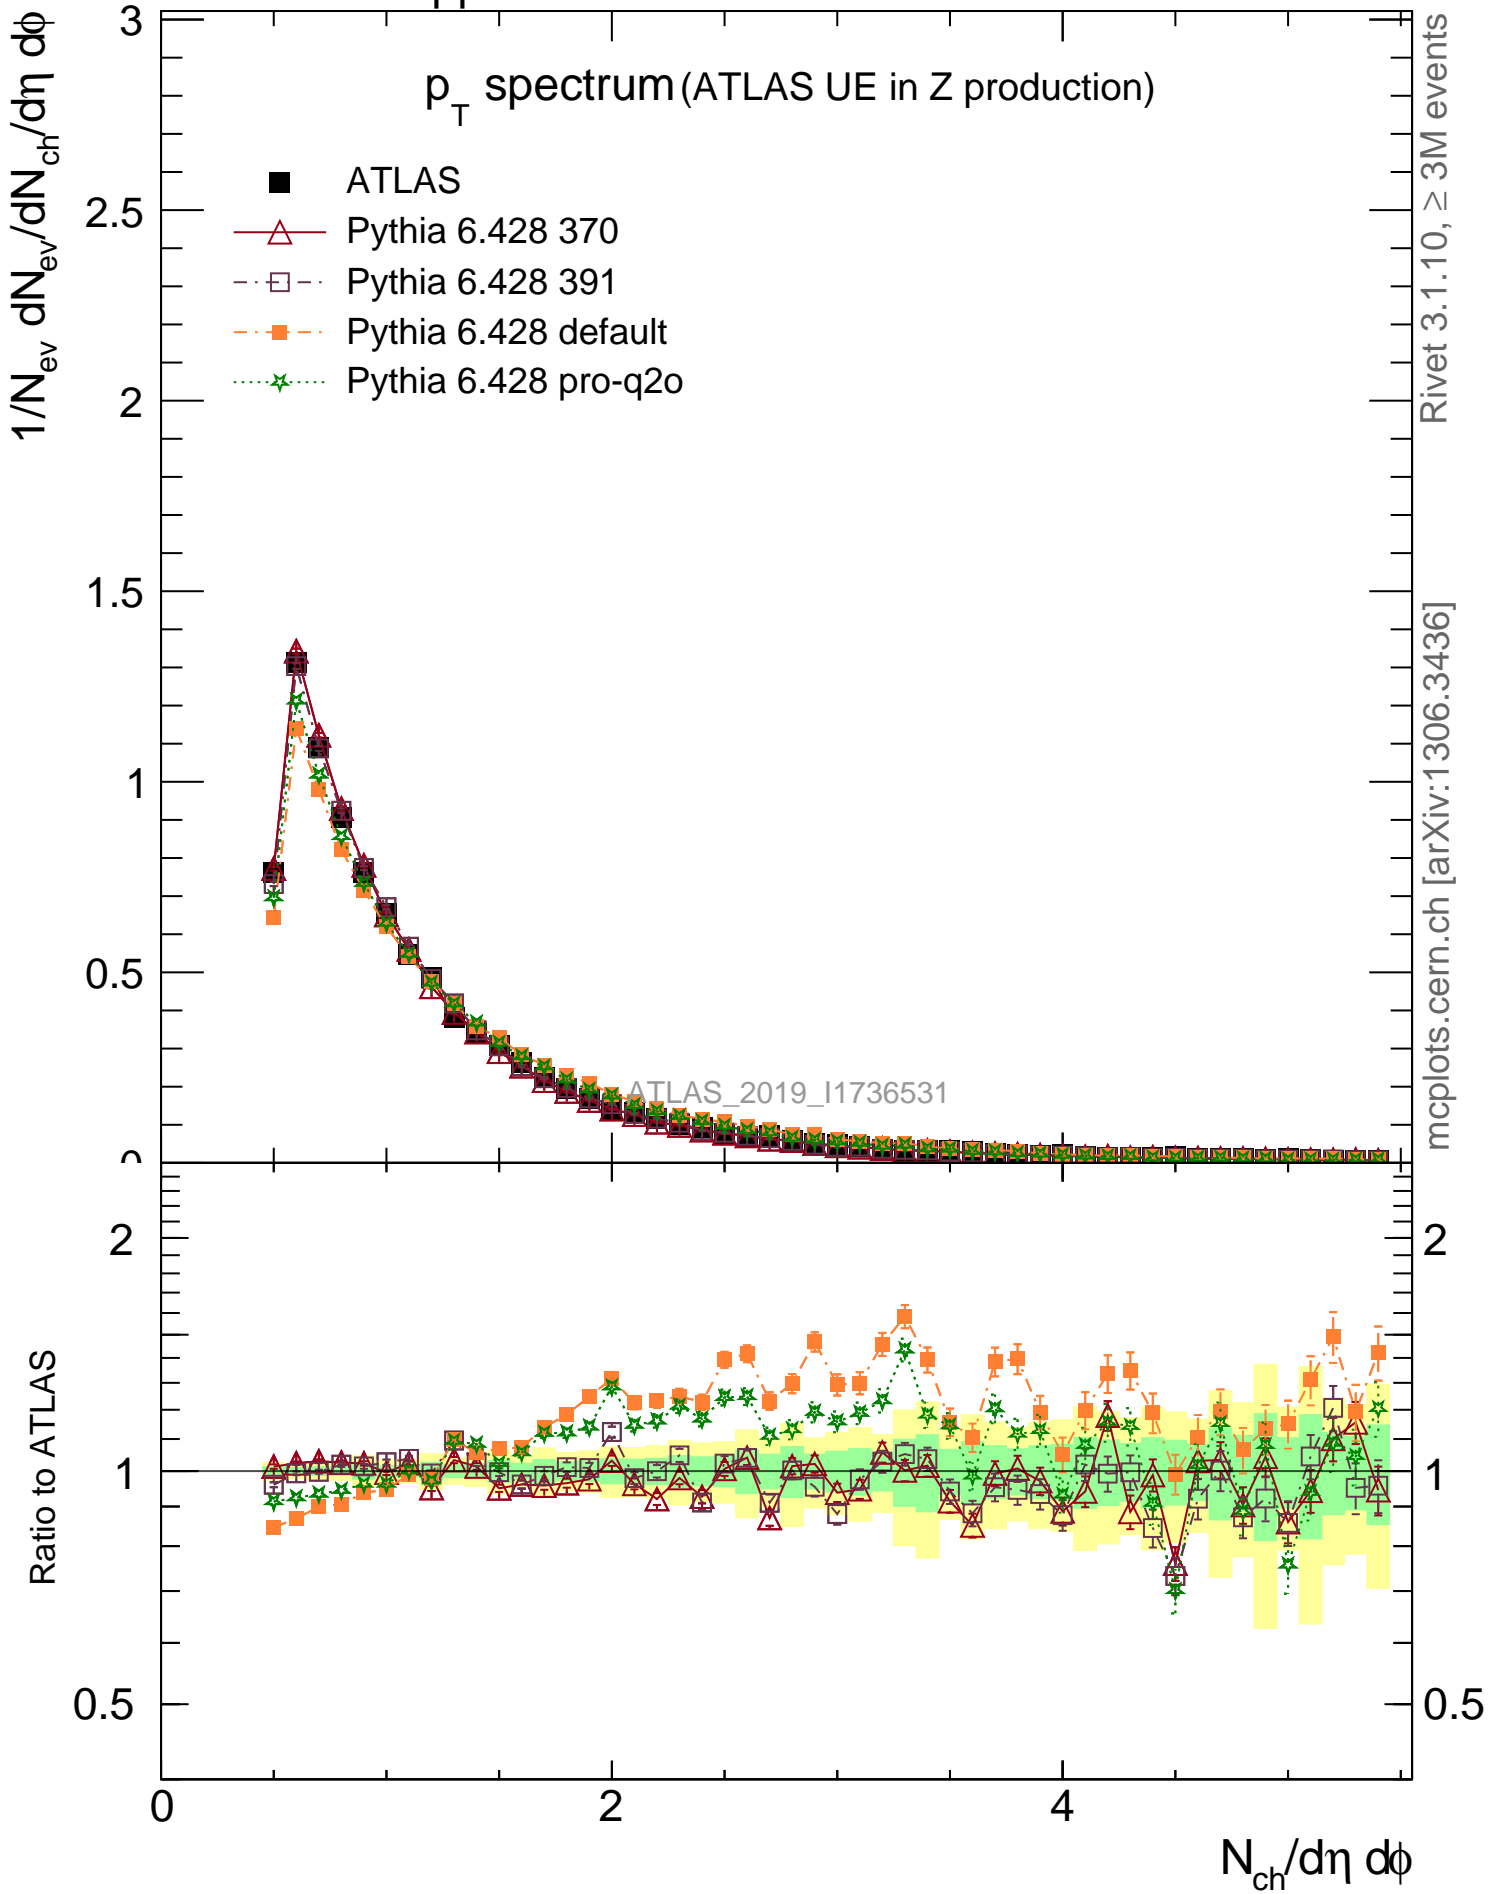 p_T spectrum (ATLAS UE in Z production)
1/N_ev dN_ev/dN_ch/dη dϕ
ATLAS
Pythia 6.428 370
Pythia 6.428 391
Pythia 6.428 default
Pythia 6.428 pro-q2o
3
2.5
2
1.5
1
0.5
0
ATLAS_2019_I1736531
Rivet 3.1.10, ≥ 3M events
mcplots.cern.ch [arXiv:1306.3436]
Ratio to ATLAS
2
1
0.5
2
1
0.5
0
2
4
N_ch/dη dϕ